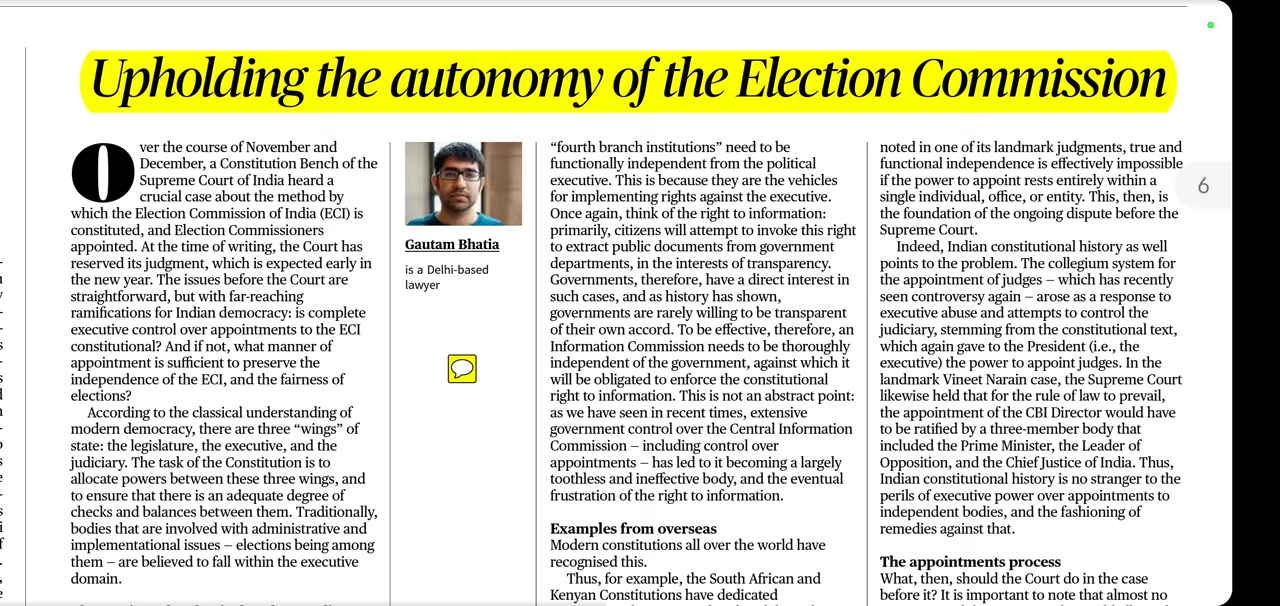 Upholding the autonomy of the Election Commission
Over the course of November and
December, a Constitution Bench of the
Supreme Court of India heard a
crucial case about the method by
which the Election Commission of India (ECI) is
constituted, and Election Commissioners
appointed. At the time of writing, the Court has
reserved its judgment, which is expected early in
the new year. The issues before the Court are
straightforward, but with far-reaching
ramifications for Indian democracy: is complete
executive control over appointments to the ECI
constitutional? And if not, what manner of
appointment is sufficient to preserve the
independence of the ECI, and the fairness of
elections?
According to the classical understanding of
modern democracy, there are three “wings” of
state: the legislature, the executive, and the
judiciary. The task of the Constitution is to
allocate powers between these three wings, and
to ensure that there is an adequate degree of
checks and balances between them. Traditionally,
bodies that are involved with administrative and
implementational issues — elections being among
them — are believed to fall within the executive
domain.
Gautam Bhatia
is a Delhi-based
lawyer
“fourth branch institutions” need to be
functionally independent from the political
executive. This is because they are the vehicles
for implementing rights against the executive.
Once again, think of the right to information:
primarily, citizens will attempt to invoke this right
to extract public documents from government
departments, in the interests of transparency.
Governments, therefore, have a direct interest in
such cases, and as history has shown,
governments are rarely willing to be transparent
of their own accord. To be effective, therefore, an
Information Commission needs to be thoroughly
independent of the government, against which it
will be obligated to enforce the constitutional
right to information. This is not an abstract point:
as we have seen in recent times, extensive
government control over the Central Information
Commission — including control over
appointments — has led to it becoming a largely
toothless and ineffective body, and the eventual
frustration of the right to information.
Examples from overseas
Modern constitutions all over the world have
recognised this.
Thus, for example, the South African and
Kenyan Constitutions have dedicated
noted in one of its landmark judgments, true and
functional independence is effectively impossible
if the power to appoint rests entirely within a
single individual, office, or entity. This, then, is
the foundation of the ongoing dispute before the
Supreme Court.
Indeed, Indian constitutional history as well
points to the problem. The collegium system for
the appointment of judges — which has recently
seen controversy again — arose as a response to
executive abuse and attempts to control the
judiciary, stemming from the constitutional text,
which again gave to the President (i.e., the
executive) the power to appoint judges. In the
landmark Vineet Narain case, the Supreme Court
likewise held that for the rule of law to prevail,
the appointment of the CBI Director would have
to be ratified by a three-member body that
included the Prime Minister, the Leader of
Opposition, and the Chief Justice of India. Thus,
Indian constitutional history is no stranger to the
perils of executive power over appointments to
independent bodies, and the fashioning of
remedies against that.
The appointments process
What, then, should the Court do in the case
before it? It is important to note that almost no
6